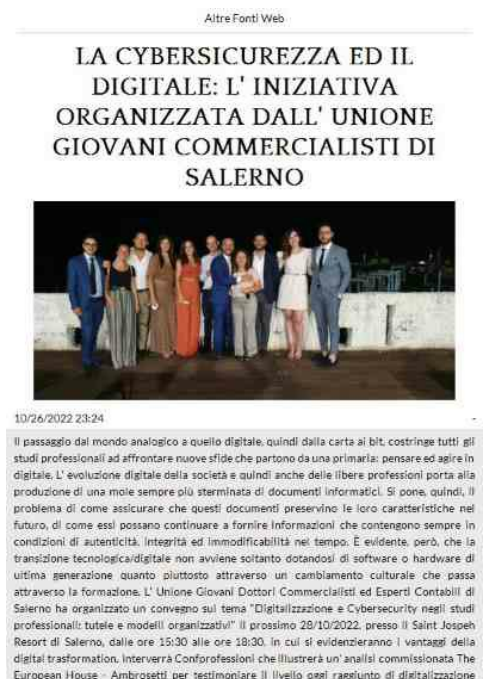 Altre Fonti Web
LA CYBERSICUREZZA ED IL
DIGITALE: L' INIZIATIVA
ORGANIZZATA DALL' UNIONE
GIOVANI COMMERCIALISTI DI
SALERNO
10/26/2022 23:24
-
Il passaggio dal mondo analogico a quello digitale, quindi dalla carta ai bit, costringe tutti gli
studi professionali ad affrontare nuove sfide che partono da una primaria: pensare ed agire in
digitale. L' evoluzione digitale della società e quindi anche delle libere professioni porta alla
produzione di una mole sempre più sterminata di documenti informatici. Si pone, quindi, il
problema di come assicurare che questi documenti preservino le loro caratteristiche nel
futuro, di come essi possano continuare a fornire informazioni che contengono sempre in
condizioni di autenticità, integrità ed immodificabilità nel tempo. È evidente, però, che la
transizione tecnologica/digitale non avviene soltanto dotandosi di software o hardware di
ultima generazione quanto piuttosto attraverso un cambiamento culturale che passa
attraverso la formazione. L' Unione Giovani Dottori Commercialisti ed Esperti Contabili di
Salerno ha organizzato un convegno sul tema "Digitalizzazione e Cybersecurity negli studi
professionali: tutele e modelli organizzativi" il prossimo 28/10/2022, presso il Saint Jospeh
Resort di Salerno, dalle ore 15:30 alle ore 18:30, in cui si evidenzieranno i vantaggi della
digital trasformation. Interverrà Confprofessioni che illustrerà un' analisi commissionata The
European House - Ambrosetti per testimoniare il livello oggi raggiunto di digitalizzazione